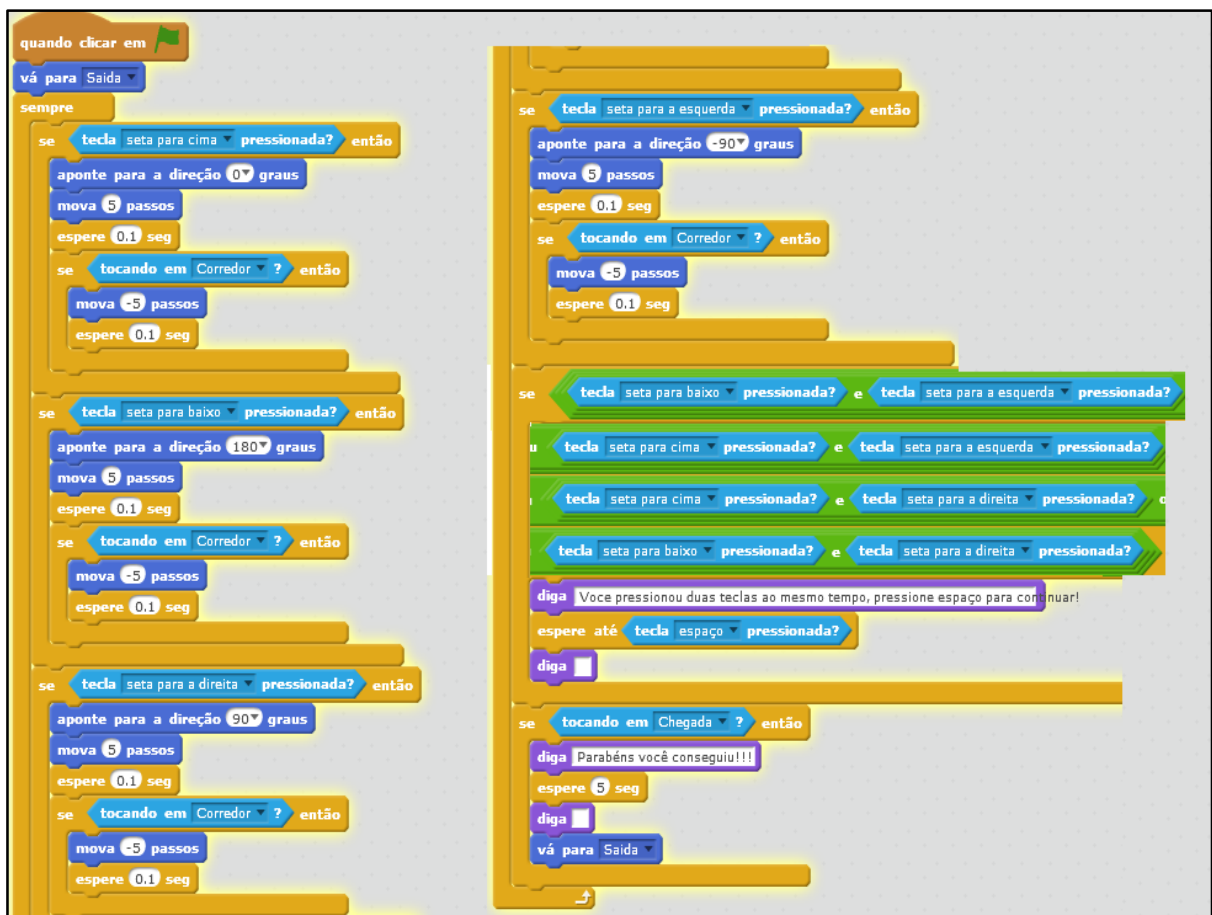 quando clicar em
vá para Saida
sempre
se tecla seta para cima pressionada? então
aponte para a direção 0 graus
mova 5 passos
espere 0.1 seg
se tocando em Corredor ? então
mova -5 passos
espere 0.1 seg
se tecla seta para baixo pressionada? então
aponte para a direção 180 graus
mova 5 passos
espere 0.1 seg
se tocando em Corredor ? então
mova -5 passos
espere 0.1 seg
se tecla seta para a direita pressionada? então
aponte para a direção 90 graus
mova 5 passos
espere 0.1 seg
se tocando em Corredor ? então
mova -5 passos
espere 0.1 seg
se tecla seta para a esquerda pressionada? então
aponte para a direção -90 graus
mova 5 passos
espere 0.1 seg
se tocando em Corredor ? então
mova -5 passos
espere 0.1 seg
se tecla seta para baixo pressionada? e tecla seta para a esquerda pressionada?
u tecla seta para cima pressionada? e tecla seta para a esquerda pressionada?
tecla seta para cima pressionada? e tecla seta para a direita pressionada?
tecla seta para baixo pressionada? e tecla seta para a direita pressionada?
diga Voce pressionou duas teclas ao mesmo tempo, pressione espaço para continuar!
espere até tecla espaço pressionada?
diga
se tocando em Chegada ? então
diga Parabéns você conseguiu!!!
espere 5 seg
diga
vá para Saida